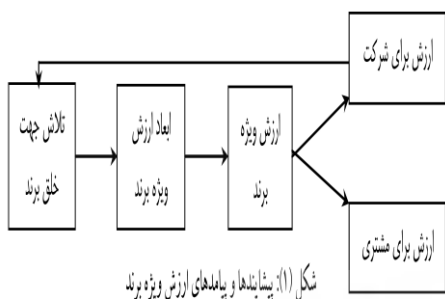 ارزش برای شرکت
تلاش جهت
خلق برند
ابعاد ارزش
ویژه برند
ارزش ویژه
برند
ارزش برای مشتری
شکل (۱): پیشایندها و پیامدهای ارزش ویژه برند